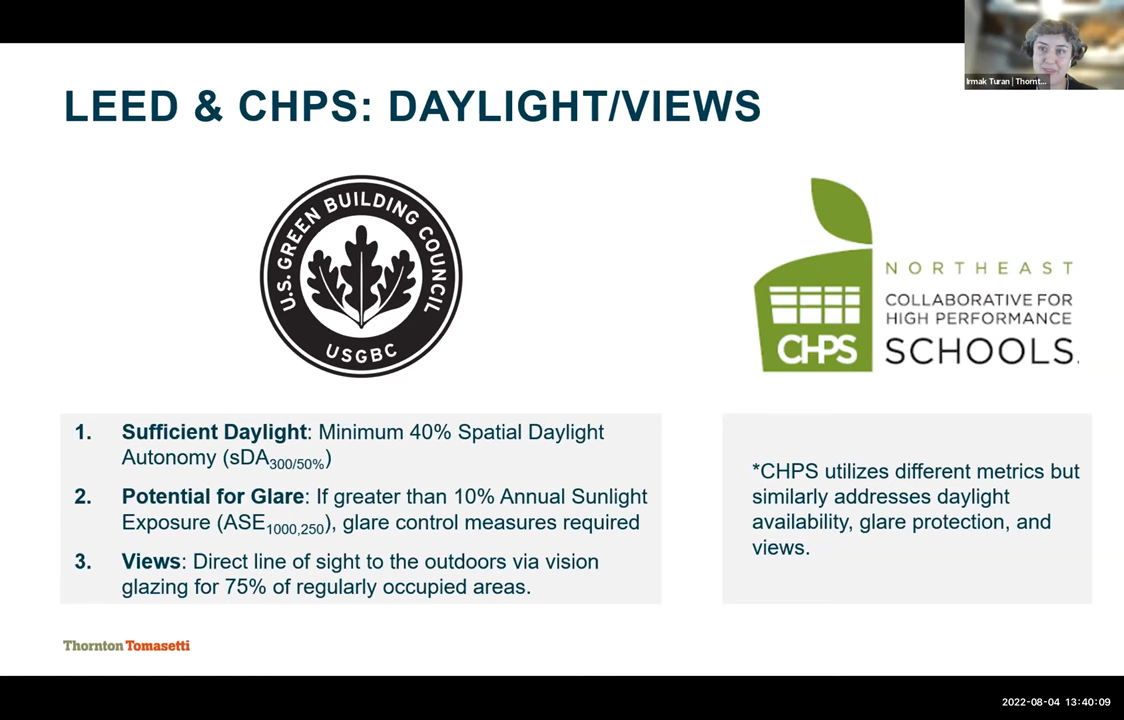 Irmak Turan | Thornt...
LEED & CHPS: DAYLIGHT/VIEWS
U.S. GREEN BUILDING COUNCIL
USGBC
NORTHEAST
COLLABORATIVE FOR
HIGH PERFORMANCE
CHPS
SCHOOLS.
1. Sufficient Daylight: Minimum 40% Spatial Daylight
Autonomy (sDA300/50%)
2. Potential for Glare: If greater than 10% Annual Sunlight
Exposure (ASE1000,250), glare control measures required
3. Views: Direct line of sight to the outdoors via vision
glazing for 75% of regularly occupied areas.
*CHPS utilizes different metrics but
similarly addresses daylight
availability, glare protection, and
views.
Thornton Tomasetti
2022-08-04 13:40:09